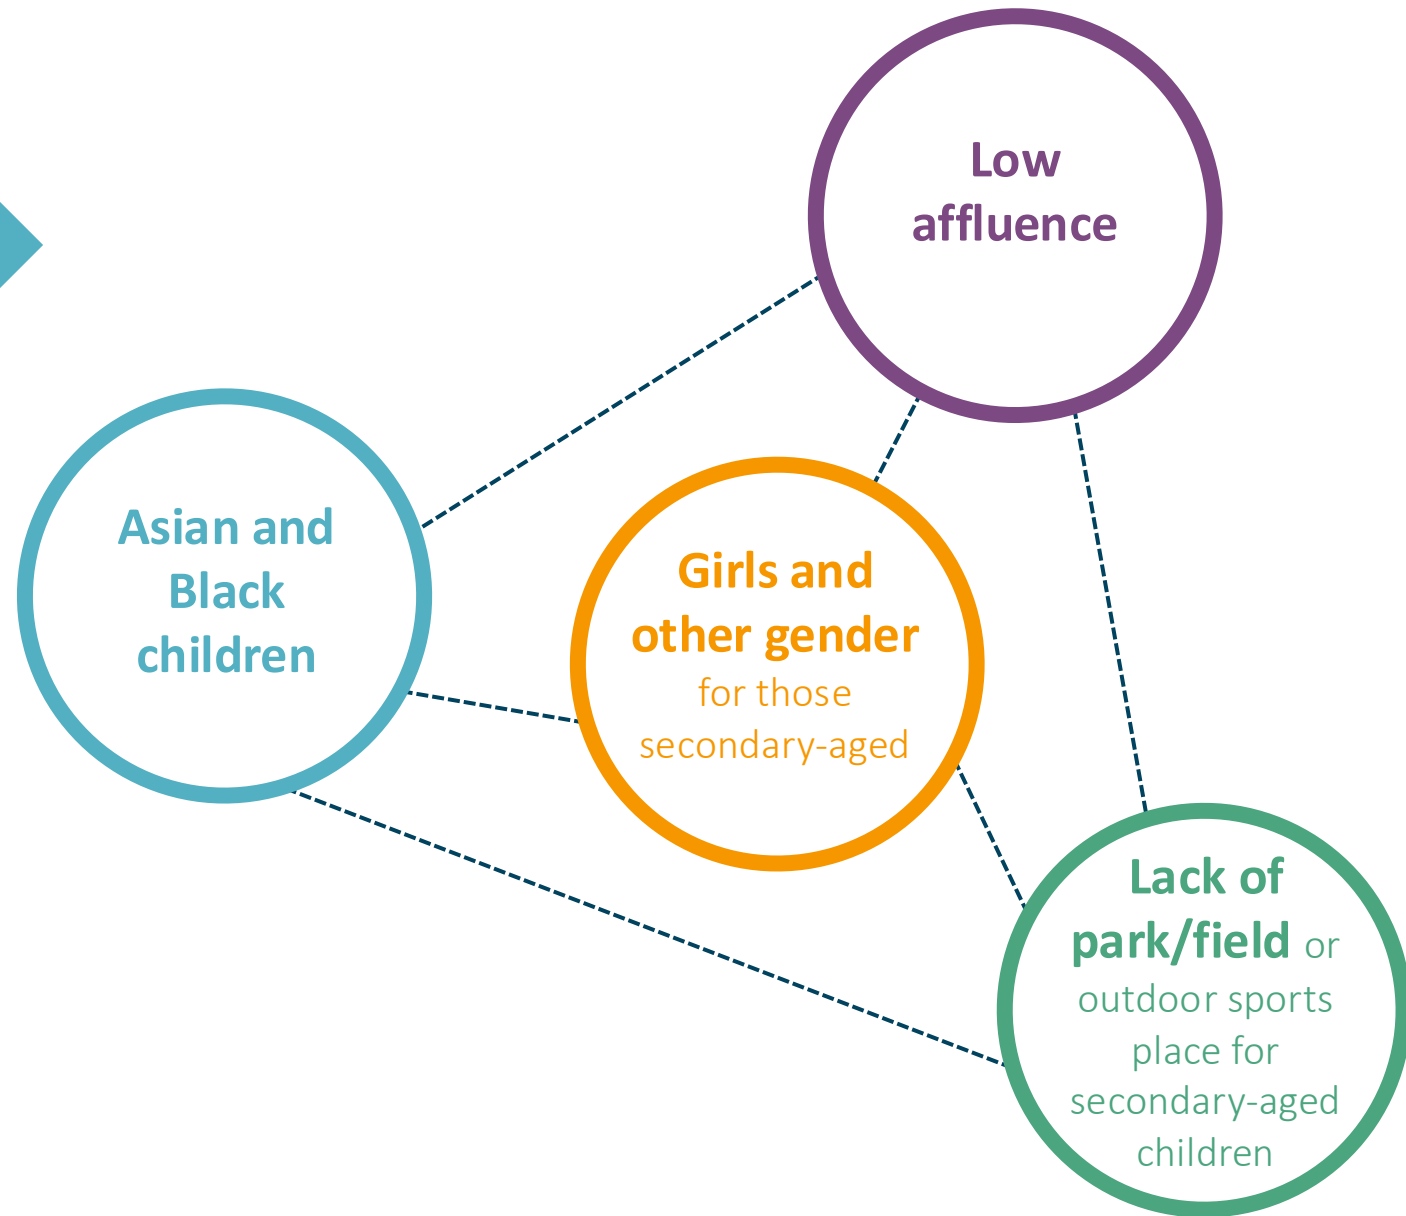 Low
affluence
Asian and
Black
children
Girls and
other gender
for those
secondary-aged
Lack of
park/field or
outdoor sports
place for
secondary-aged
children